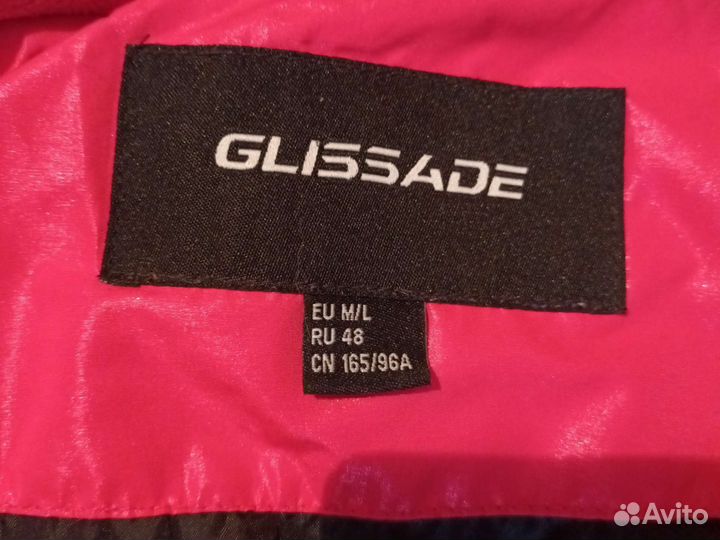 GLISSADE
EU M/L
RU 48
CN 165/96A
Avito